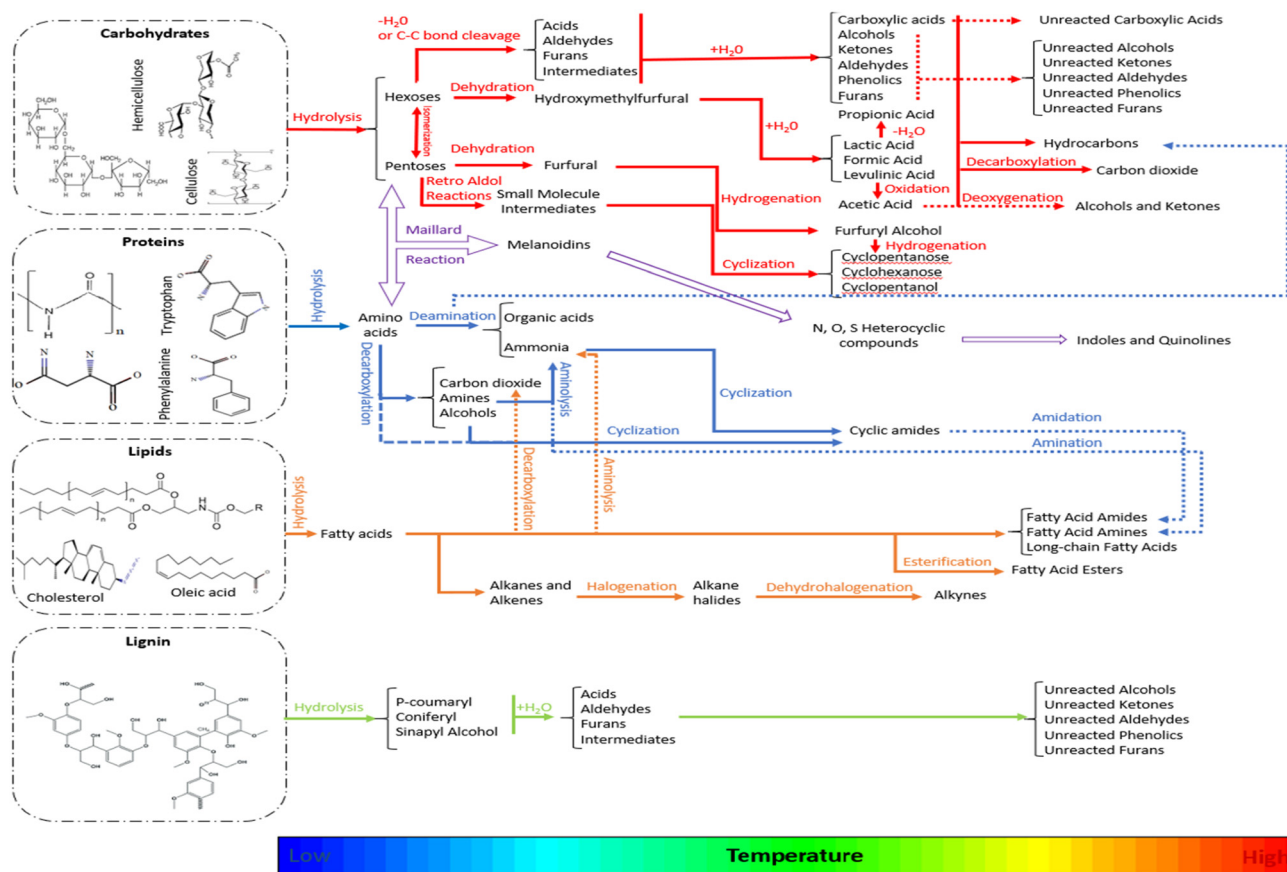 Carbohydrates
Hemicellulose
Cellulose
Hydrolysis
-H₂0
or C-C bond cleavage
Acids
Aldehydes
Furans
Intermediates
+H₂0
Carboxylic acids
Alcohols
Ketones
Aldehydes
Phenolics
Furans
Unreacted Carboxylic Acids
Unreacted Alcohols
Unreacted Ketones
Unreacted Aldehydes
Unreacted Phenolics
Unreacted Furans
Hexoses
Dehydration
Hydroxymethylfurfural
+H₂0
Isomerization
Propionic Acid
-H₂O
Lactic Acid
Formic Acid
Levulinic Acid
Oxidation
Acetic Acid
Hydrocarbons
Decarboxylation
Carbon dioxide
Deoxygenation
Alcohols and Ketones
Pentoses
Dehydration
Furfural
Retro Aldol
Reactions
Small Molecule
Intermediates
Hydrogenation
Furfuryl Alcohol
Hydrogenation
Cyclization
Cyclopentanose
Cyclohexanose
Cyclopentanol
Maillard
Reaction
Melanoidins
N, O, S Heterocyclic
compounds
Indoles and Quinolines
Proteins
Tryptophan
Phenylalanine
Hydrolysis
Amino
acids
Deamination
Organic acids
Ammonia
Decarboxylation
Carbon dioxide
Amines
Alcohols
Aminolysis
Cyclization
Cyclization
Cyclic amides
Amidation
Amination
Decarboxylation
Aminolysis
Lipids
Cholesterol
Oleic acid
Hydrolysis
Fatty acids
Fatty Acid Amides
Fatty Acid Amines
Long-chain Fatty Acids
Esterification
Fatty Acid Esters
Alkanes and
Alkenes
Halogenation
Alkane
halides
Dehydrohalogenation
Alkynes
Lignin
Hydrolysis
P-coumaryl
Coniferyl
Sinapyl Alcohol
+H₂O
Acids
Aldehydes
Furans
Intermediates
Unreacted Alcohols
Unreacted Ketones
Unreacted Aldehydes
Unreacted Phenolics
Unreacted Furans
Low
Temperature
High